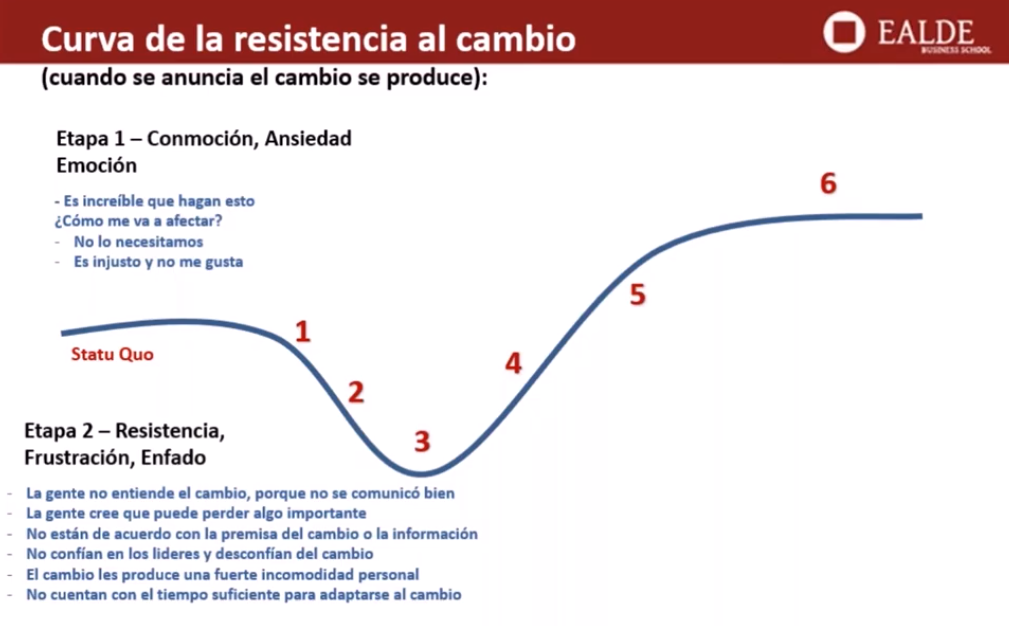 Curva de la resistencia al cambio
EALDE
BUSINESS SCHOOL
(cuando se anuncia el cambio se produce):
Etapa 1 – Conmoción, Ansiedad
Emoción
- Es increíble que hagan esto
¿Cómo me va a afectar?
- No lo necesitamos
- Es injusto y no me gusta
6
5
1
Statu Quo
4
2
3
Etapa 2 – Resistencia,
Frustración, Enfado
- La gente no entiende el cambio, porque no se comunicó bien
- La gente cree que puede perder algo importante
- No están de acuerdo con la premisa del cambio o la información
- No confían en los lideres y desconfían del cambio
- El cambio les produce una fuerte incomodidad personal
- No cuentan con el tiempo suficiente para adaptarse al cambio